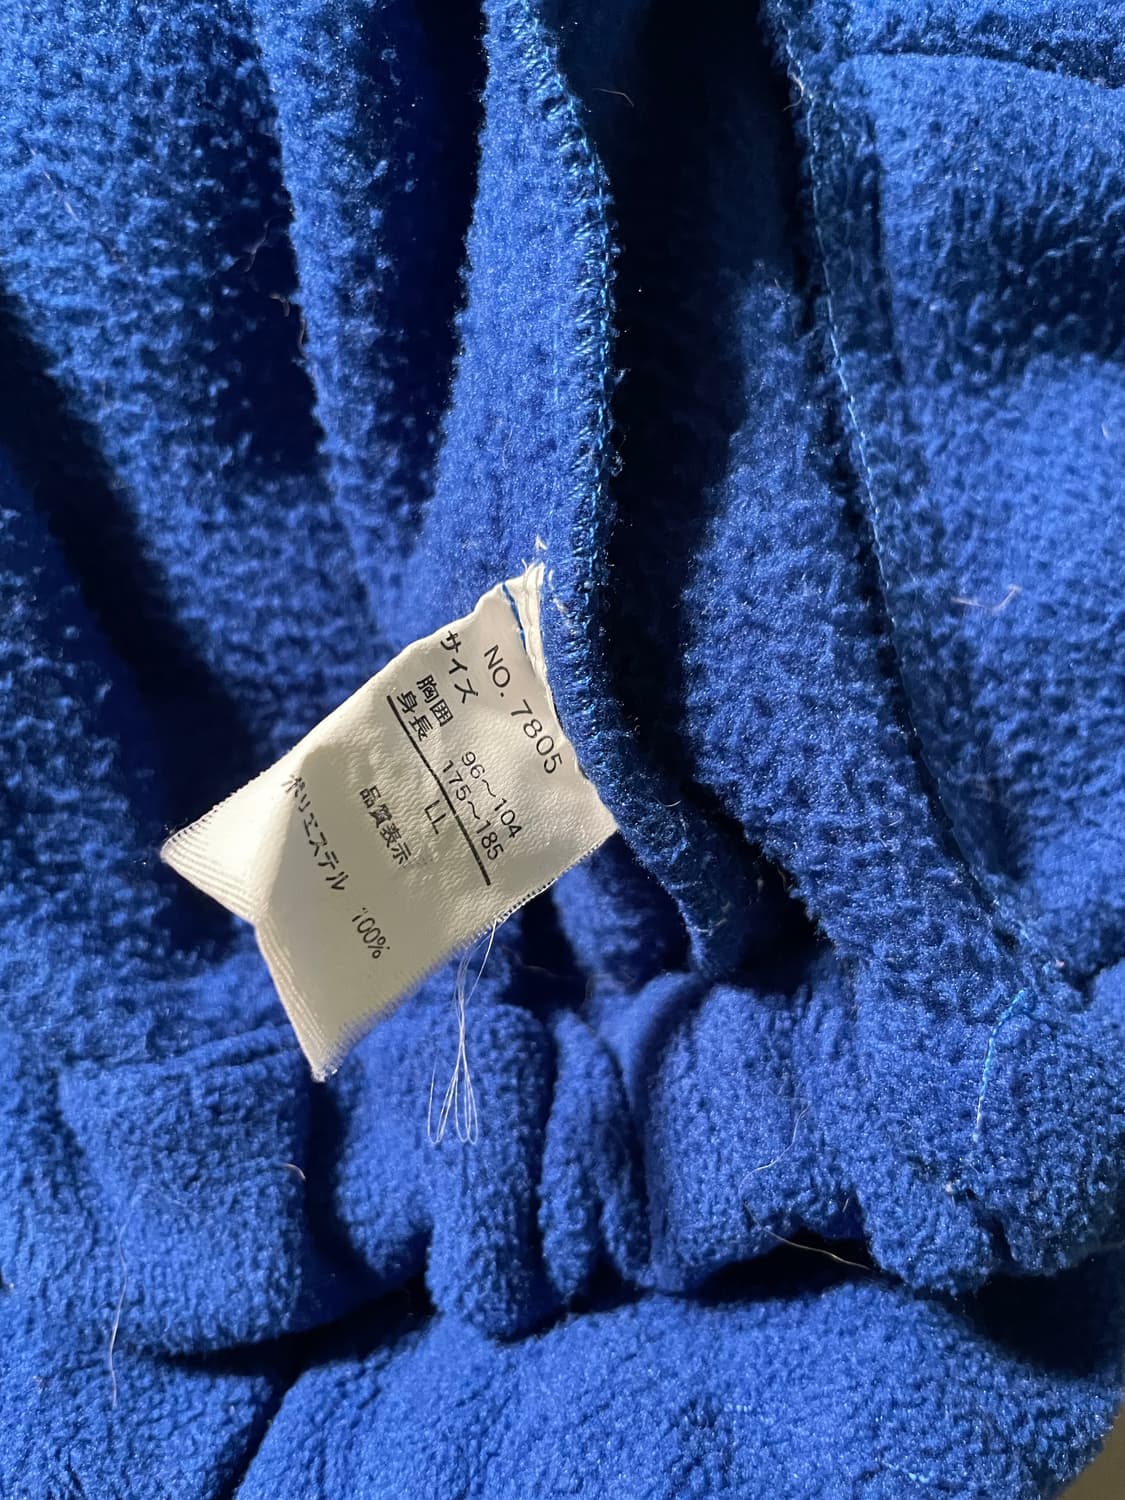 NO. 7805
サイズ
胸囲 96～104
身長 175～185
LL
品質表示
ポリエステル 100%